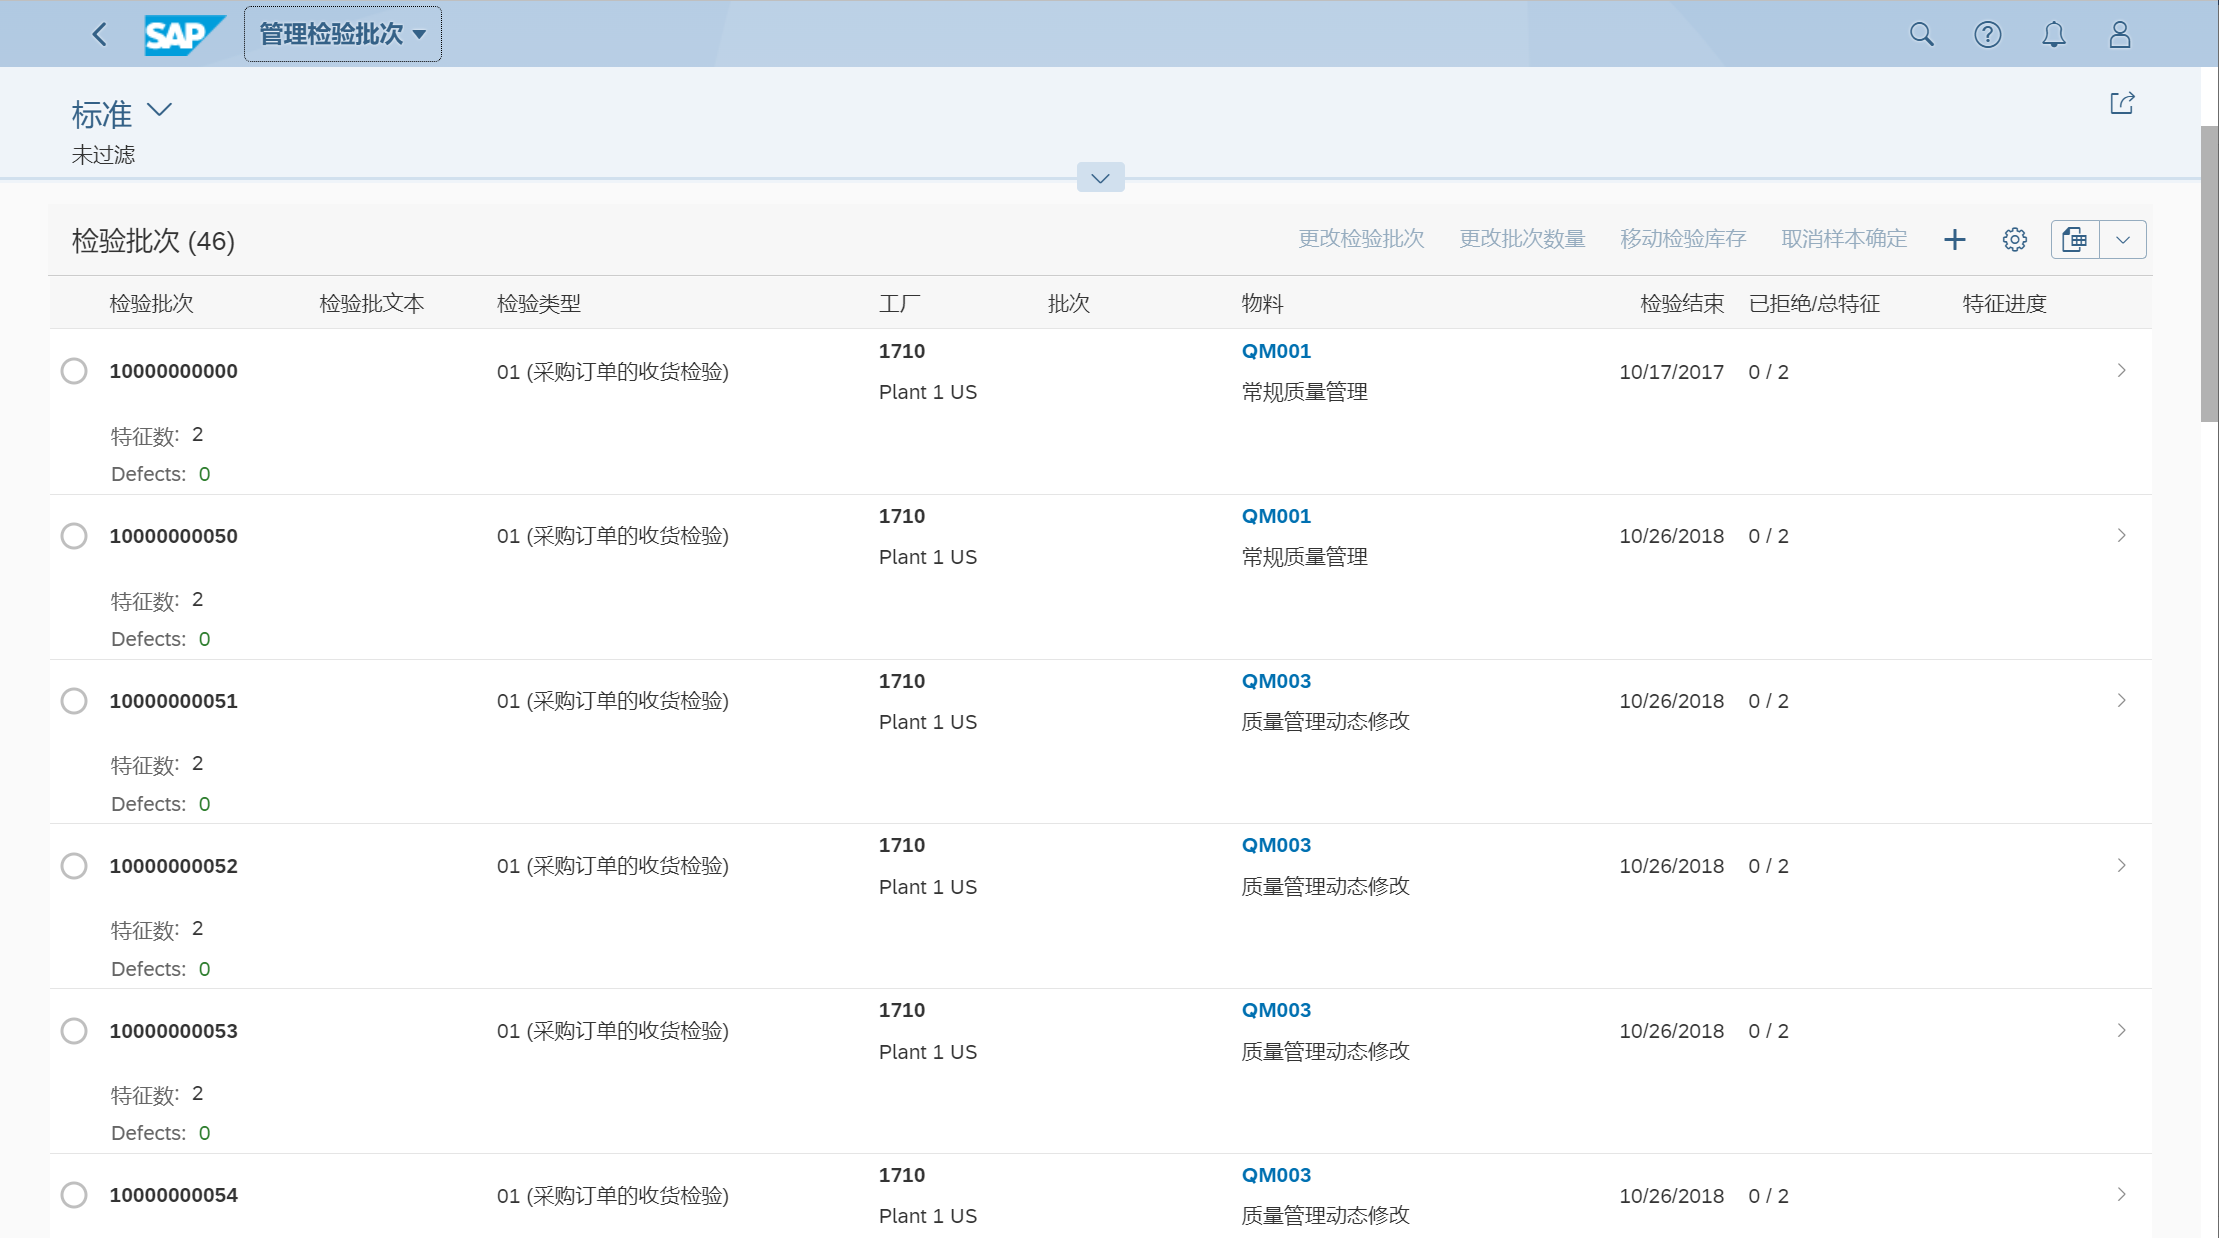 SAP 管理检验批次
标准
未过滤
检验批次 (46) 更改检验批次 更改批次数量 移动检验库存 取消样本确定
检验批次 检验批文本 检验类型 工厂 批次 物料 检验结束 已拒绝/总特征 特征进度
1710 QM001
10000000000 01 (采购订单的收货检验) 10/17/2017 0 / 2
Plant 1 US 常规质量管理
特征数: 2
Defects: 0
1710 QM001
10000000050 01 (采购订单的收货检验) 10/26/2018 0 / 2
Plant 1 US 常规质量管理
特征数: 2
Defects: 0
1710 QM003
10000000051 01 (采购订单的收货检验) 10/26/2018 0 / 2
Plant 1 US 质量管理动态修改
特征数: 2
Defects: 0
1710 QM003
10000000052 01 (采购订单的收货检验) 10/26/2018 0 / 2
Plant 1 US 质量管理动态修改
特征数: 2
Defects: 0
1710 QM003
10000000053 01 (采购订单的收货检验) 10/26/2018 0 / 2
Plant 1 US 质量管理动态修改
特征数: 2
Defects: 0
1710 QM003
10000000054 01 (采购订单的收货检验) 10/26/2018 0 / 2
Plant 1 US 质量管理动态修改